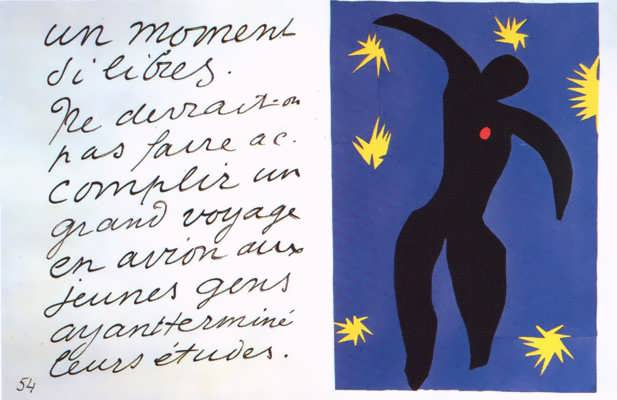 un moment
si libres.
Ne devrait-on
pas faire ac-
complir un
grand voyage
en avion aux
jeunes gens
ayant terminé
leurs études.
54